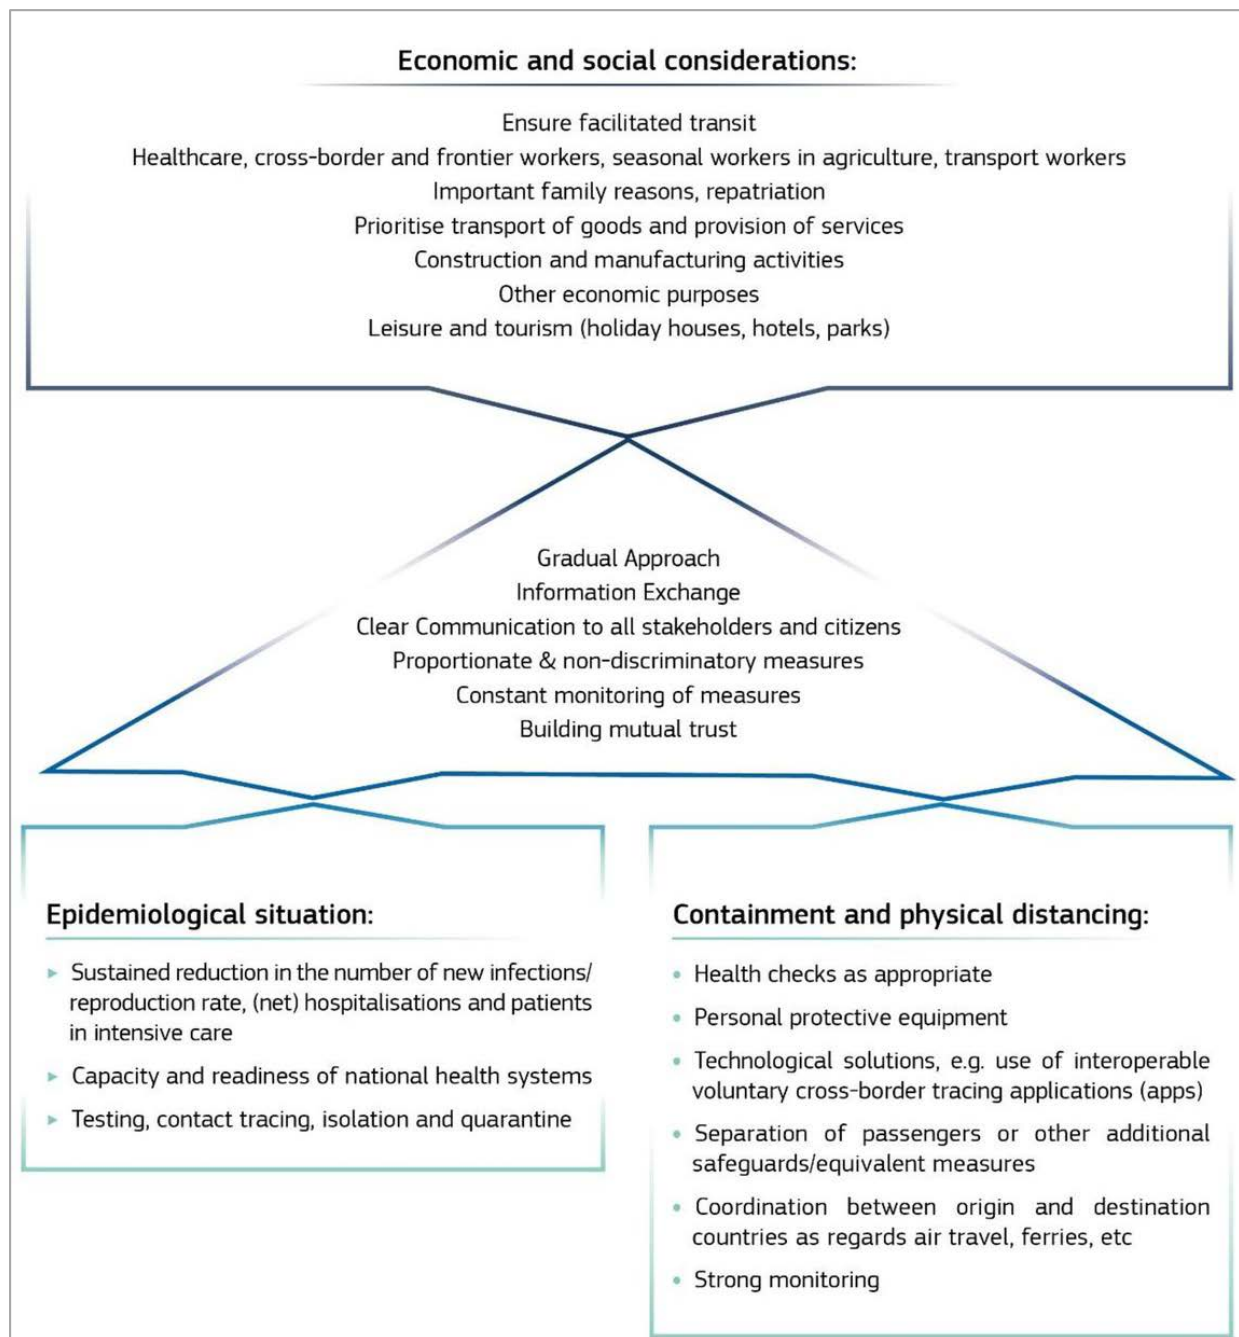 Economic and social considerations:
Ensure facilitated transit
Healthcare, cross-border and frontier workers, seasonal workers in agriculture, transport workers
Important family reasons, repatriation
Prioritise transport of goods and provision of services
Construction and manufacturing activities
Other economic purposes
Leisure and tourism (holiday houses, hotels, parks)
Gradual Approach
Information Exchange
Clear Communication to all stakeholders and citizens
Proportionate & non-discriminatory measures
Constant monitoring of measures
Building mutual trust
Epidemiological situation:
Sustained reduction in the number of new infections/
reproduction rate, (net) hospitalisations and patients
in intensive care
Capacity and readiness of national health systems
Testing, contact tracing, isolation and quarantine
Containment and physical distancing:
Health checks as appropriate
Personal protective equipment
Technological solutions, e.g. use of interoperable
voluntary cross-border tracing applications (apps)
Separation of passengers or other additional
safeguards/equivalent measures
Coordination between origin and destination
countries as regards air travel, ferries, etc
Strong monitoring